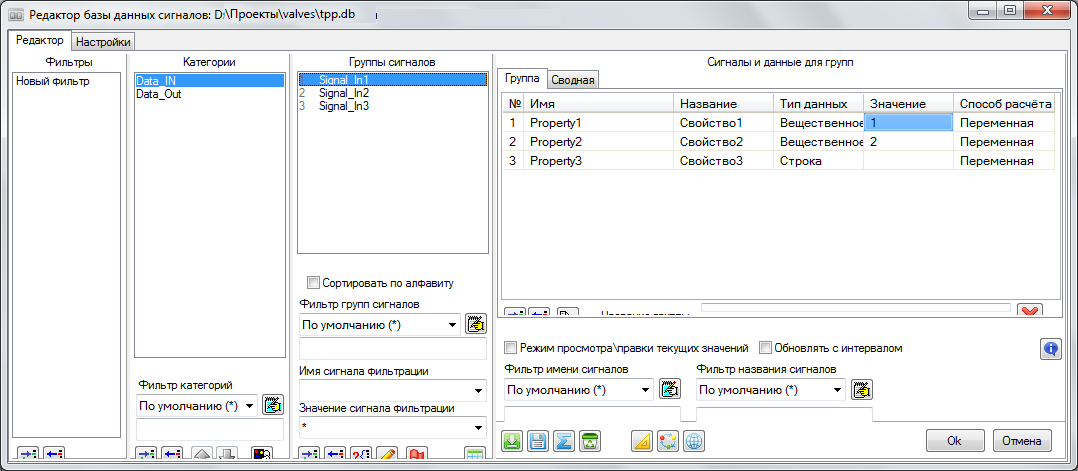 Редактор базы данных сигналов: D:\Проекты\valves\tpp.db
Редактор Настройки
Фильтры
Новый фильтр
Категории
Data_IN
Data_Out
Фильтр категорий
По умолчанию (*)
Группы сигналов
Signal_In1
2 Signal_In2
3 Signal_In3
Сортировать по алфавиту
Фильтр групп сигналов
По умолчанию (*)
Имя сигнала фильтрации
Значение сигнала фильтрации
*
Сигналы и данные для групп
Группа Сводная
№ Имя Название Тип данных Значение Способ расчёта
1 Property1 Свойство1 Вещественное 1 Переменная
2 Property2 Свойство2 Вещественное 2 Переменная
3 Property3 Свойство3 Строка Переменная
Режим просмотра\правки текущих значений Обновлять с интервалом
Фильтр имени сигналов Фильтр названия сигналов
По умолчанию (*) По умолчанию (*)
Ok Отмена